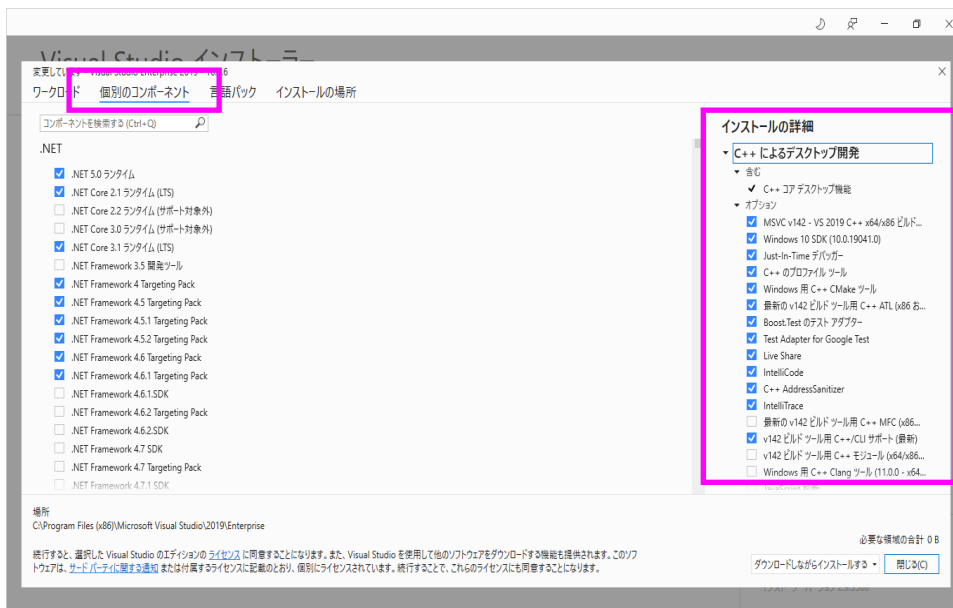 Visual Studio インストーラー
変更しています - Visual Studio Enterprise 2019 -
ワークロード 個別のコンポーネント 言語パック インストールの場所
コンポーネントを検索する (Ctrl+Q)
.NET
.NET 5.0 ランタイム
.NET Core 2.1 ランタイム (LTS)
.NET Core 2.2 ランタイム (サポート対象外)
.NET Core 3.0 ランタイム (サポート対象外)
.NET Core 3.1 ランタイム (LTS)
.NET Framework 3.5 開発ツール
.NET Framework 4 Targeting Pack
.NET Framework 4.5 Targeting Pack
.NET Framework 4.5.1 Targeting Pack
.NET Framework 4.5.2 Targeting Pack
.NET Framework 4.6 Targeting Pack
.NET Framework 4.6.1 Targeting Pack
.NET Framework 4.6.1.SDK
.NET Framework 4.6.2 Targeting Pack
.NET Framework 4.6.2.SDK
.NET Framework 4.7 SDK
.NET Framework 4.7 Targeting Pack
.NET Framework 4.7.1 SDK
インストールの詳細
C++ によるデスクトップ開発
含む
C++ コア デスクトップ機能
オプション
MSVC v142 - VS 2019 C++ x64/x86 ビルド...
Windows 10 SDK (10.0.19041.0)
Just-In-Time デバッガー
C++ のプロファイル ツール
Windows 用 C++ CMake ツール
最新の v142 ビルド ツール用 C++ ATL (x86 お...
Boost.Test のテスト アダプター
Test Adapter for Google Test
Live Share
IntelliCode
C++ AddressSanitizer
IntelliTrace
最新の v142 ビルド ツール用 C++ MFC (x86...
v142 ビルド ツール用 C++/CLI サポート (最新)
v142 ビルド ツール用 C++ モジュール (x64/x86...
Windows 用 C++ Clang ツール (11.0.0 - x64...
場所
C:\Program Files (x86)\Microsoft Visual Studio\2019\Enterprise
続行すると、選択した Visual Studio のエディションの ライセンス に同意することになります。また、Visual Studio を使用して他のソフトウェアをダウンロードする機能も提供されます。このソフ
トウェアは、サード パーティに関する通知 または付属するライセンスに記載のとおり、個別にライセンスされています。続行することで、これらのライセンスにも同意することになります。
必要な領域の合計 0 B
ダウンロードしながらインストールする 閉じる(C)